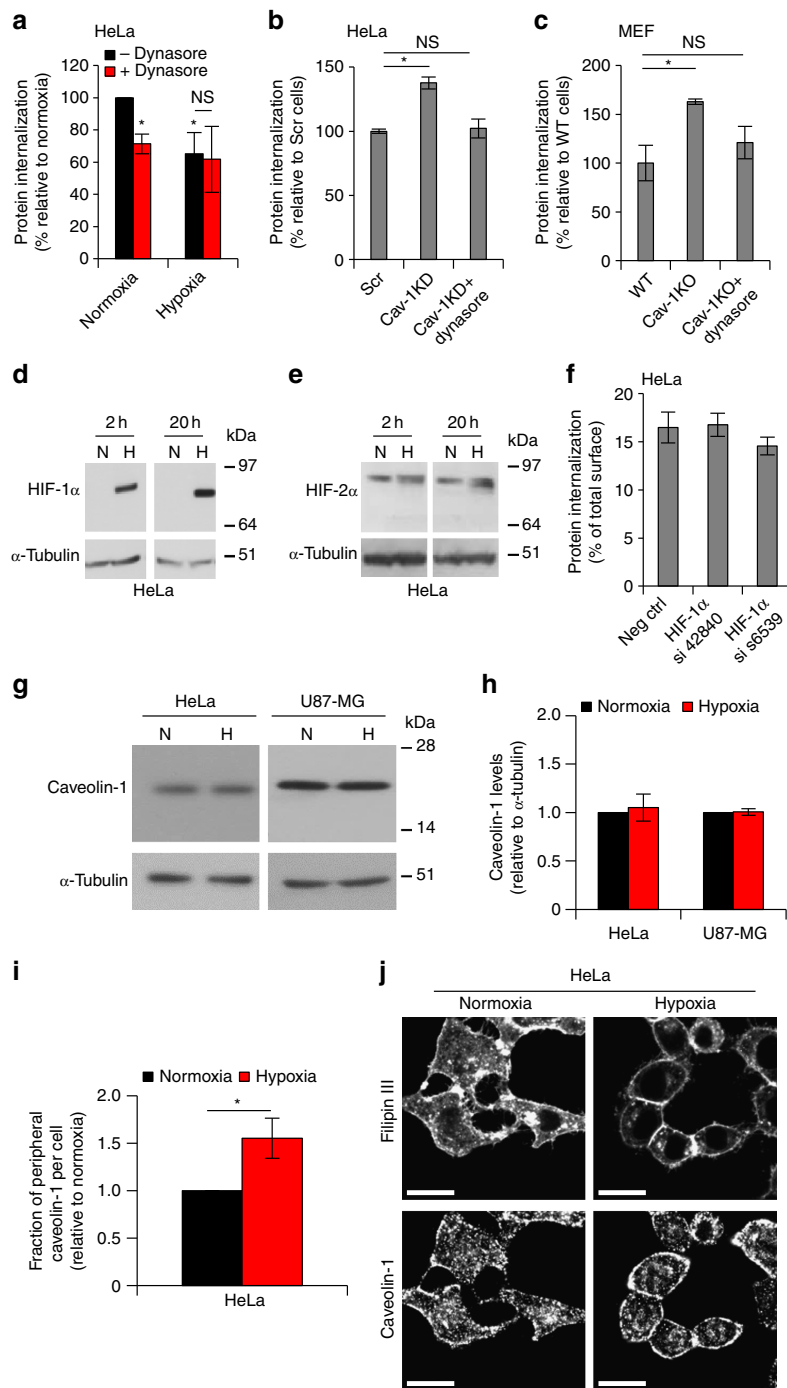 a
HeLa
– Dynasore
+ Dynasore
Protein internalization
(% relative to normoxia)
120
100
80
60
40
20
0
*
*
NS
Normoxia
Hypoxia
b
HeLa
NS
*
Protein internalization
(% relative to Scr cells)
150
100
50
0
Scr
Cav-1KD
Cav-1KD+
dynasore
c
MEF
NS
*
Protein internalization
(% relative to WT cells)
200
150
100
50
0
WT
Cav-1KO
Cav-1KO+
dynasore
d
2 h
20 h
N H
N H
kDa
HIF-1α
97
64
α-Tubulin
51
HeLa
e
2 h
20 h
N H
N H
kDa
HIF-2α
97
64
α-Tubulin
51
HeLa
f
HeLa
Protein internalization
(% of total surface)
20
15
10
5
0
Neg ctrl
HIF-1α
si 42840
HIF-1α
si s6539
g
HeLa
U87-MG
N H
N H
kDa
Caveolin-1
28
14
α-Tubulin
51
h
Normoxia
Hypoxia
Caveolin-1 levels
(relative to α-tubulin)
2.0
1.5
1.0
0.5
0
HeLa
U87-MG
i
Normoxia
Hypoxia
Fraction of peripheral
caveolin-1 per cell
(relative to normoxia)
2.0
1.5
1.0
0.5
0
*
HeLa
j
HeLa
Normoxia
Hypoxia
Filipin III
Caveolin-1